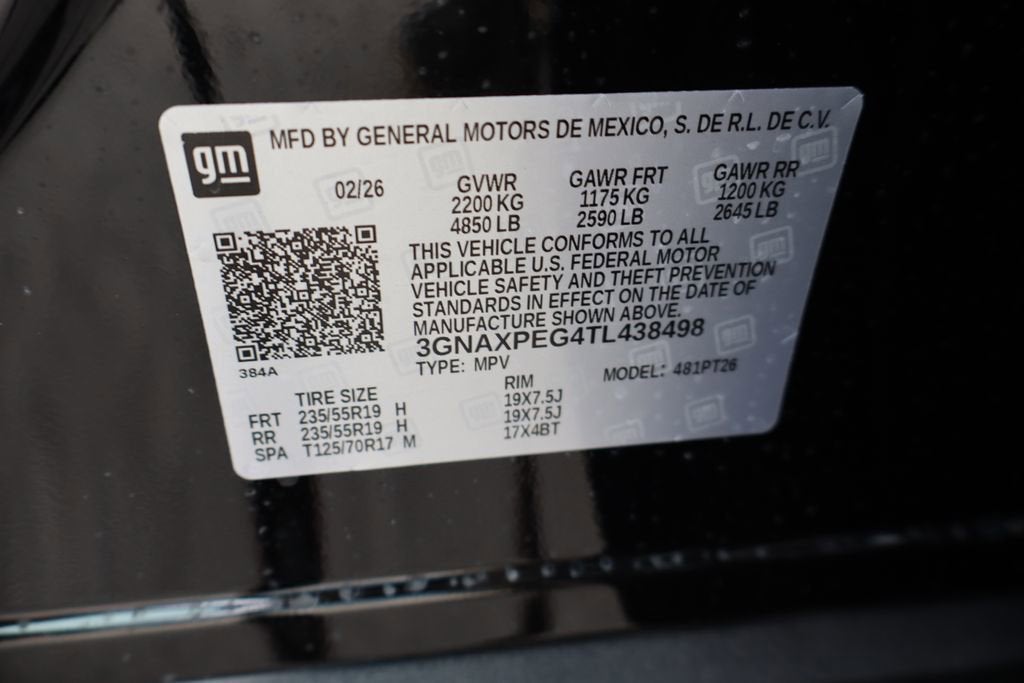 gm
MFD BY GENERAL MOTORS DE MEXICO, S. DE R.L. DE C.V.
02/26
GVWR
2200 KG
4850 LB
GAWR FRT
1175 KG
2590 LB
GAWR RR
1200 KG
2645 LB
THIS VEHICLE CONFORMS TO ALL
APPLICABLE U.S. FEDERAL MOTOR
VEHICLE SAFETY AND THEFT PREVENTION
STANDARDS IN EFFECT ON THE DATE OF
MANUFACTURE SHOWN ABOVE.
3GNAXPEG4TL438498
TYPE: MPV
MODEL: 481PT26
384A
TIRE SIZE RIM
FRT 235/55R19 H 19X7.5J
RR 235/55R19 H 19X7.5J
SPA T125/70R17 M 17X4BT